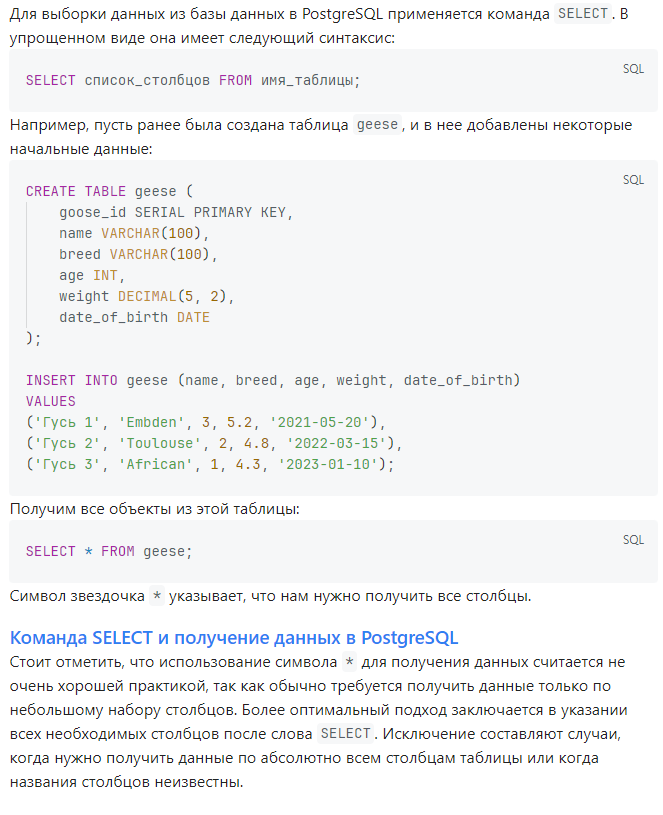 Для выборки данных из базы данных в PostgreSQL применяется команда SELECT. В
упрощенном виде она имеет следующий синтаксис:
SQL
SELECT список_столбцов FROM имя_таблицы;
Например, пусть ранее была создана таблица geese, и в нее добавлены некоторые
начальные данные:
SQL
CREATE TABLE geese (
    goose_id SERIAL PRIMARY KEY,
    name VARCHAR(100),
    breed VARCHAR(100),
    age INT,
    weight DECIMAL(5, 2),
    date_of_birth DATE
);

INSERT INTO geese (name, breed, age, weight, date_of_birth)
VALUES
('Гусь 1', 'Embden', 3, 5.2, '2021-05-20'),
('Гусь 2', 'Toulouse', 2, 4.8, '2022-03-15'),
('Гусь 3', 'African', 1, 4.3, '2023-01-10');
Получим все объекты из этой таблицы:
SQL
SELECT * FROM geese;
Символ звездочка * указывает, что нам нужно получить все столбцы.
Команда SELECT и получение данных в PostgreSQL
Стоит отметить, что использование символа * для получения данных считается не
очень хорошей практикой, так как обычно требуется получить данные только по
небольшому набору столбцов. Более оптимальный подход заключается в указании
всех необходимых столбцов после слова SELECT. Исключение составляют случаи,
когда нужно получить данные по абсолютно всем столбцам таблицы или когда
названия столбцов неизвестны.